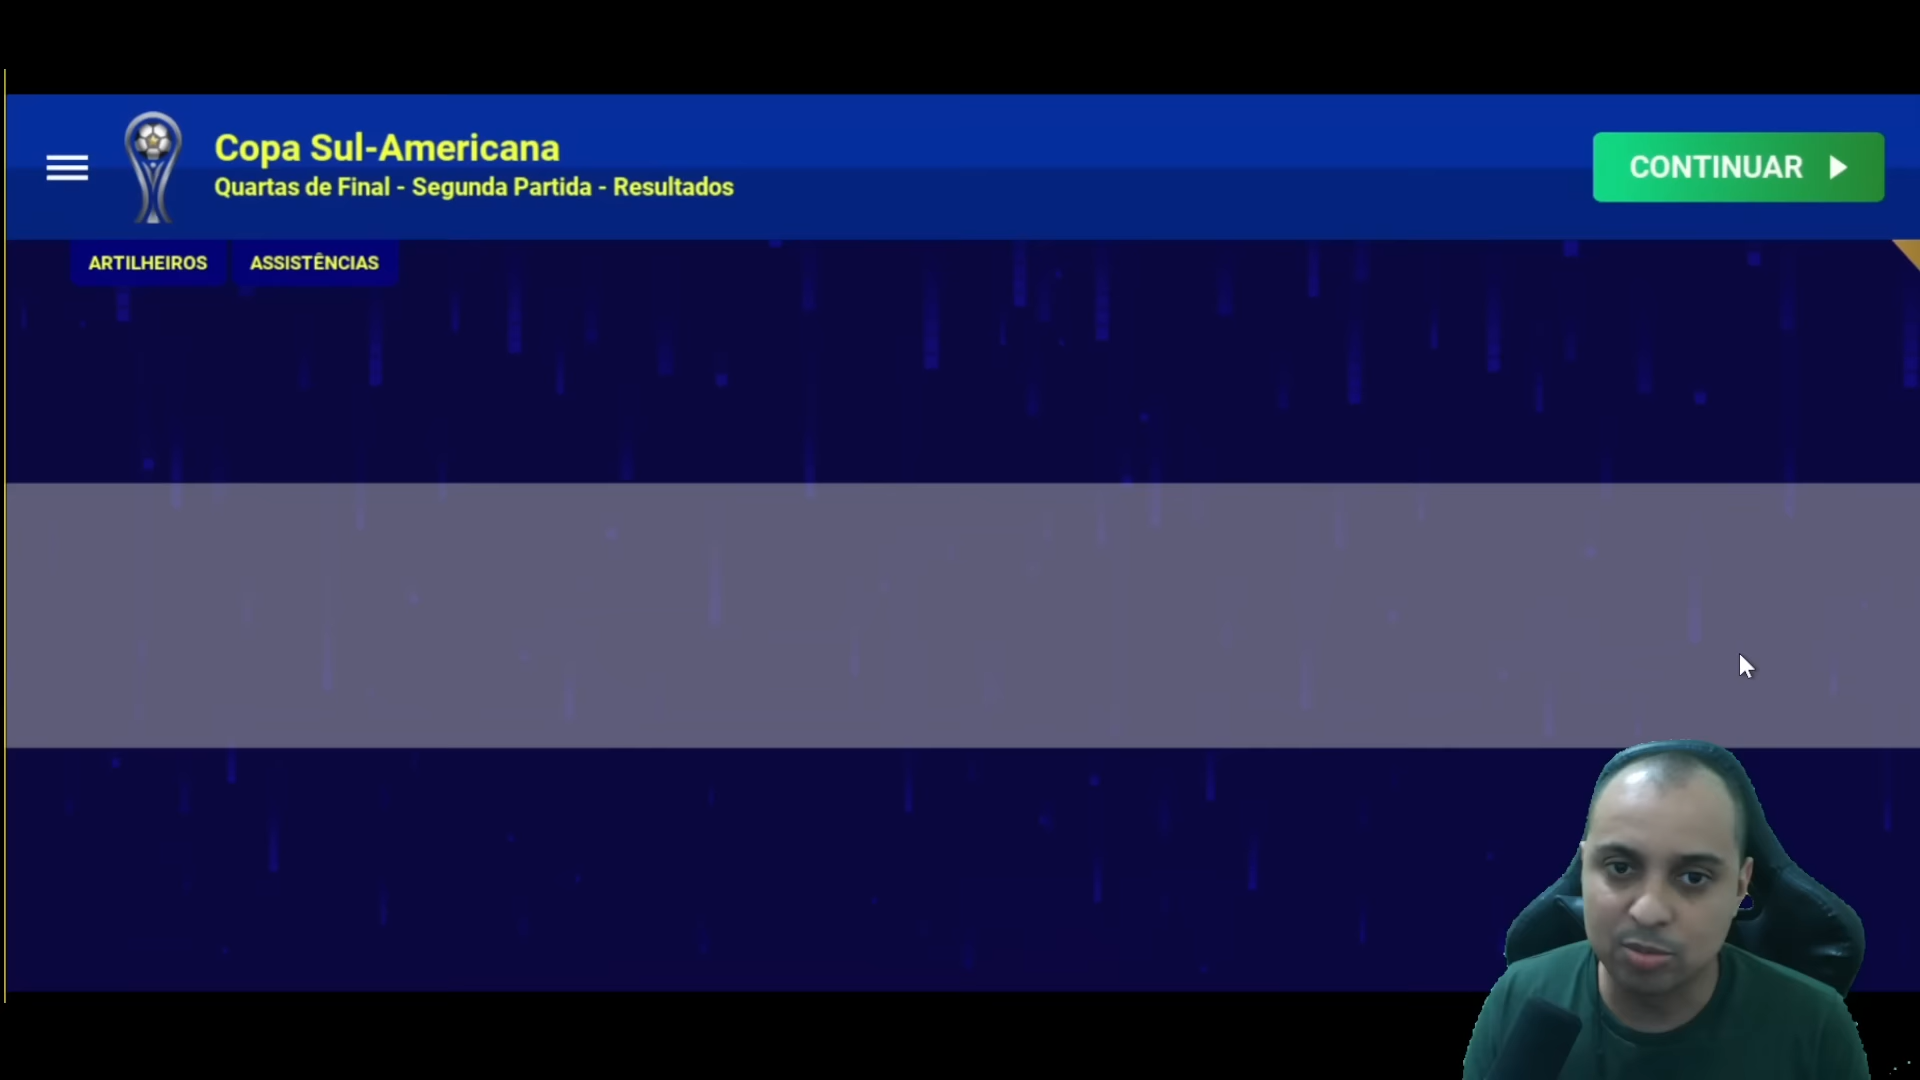 Copa Sul-Americana
Quartas de Final - Segunda Partida - Resultados
CONTINUAR
ARTILHEIROS
ASSISTÊNCIAS